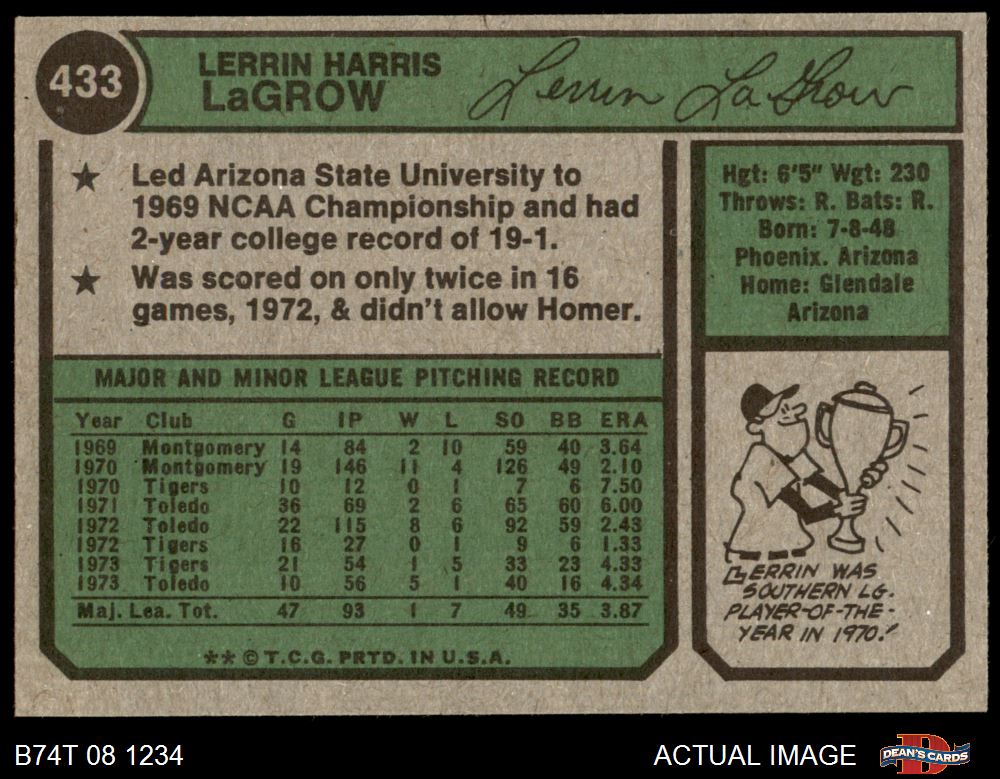 433
LERRIN HARRIS
LaGROW
Lerrin LaGrow
★ Led Arizona State University to
1969 NCAA Championship and had
2-year college record of 19-1.
★ Was scored on only twice in 16
games, 1972, & didn't allow Homer.
Hgt: 6'5" Wgt: 230
Throws: R. Bats: R.
Born: 7-8-48
Phoenix. Arizona
Home: Glendale
Arizona
MAJOR AND MINOR LEAGUE PITCHING RECORD
Year Club G IP W L SO BB ERA
1969 Montgomery 14 84 2 10 59 40 3.64
1970 Montgomery 19 146 11 4 126 49 2.10
1970 Tigers 10 12 0 1 7 6 7.50
1971 Toledo 36 69 2 6 65 60 6.00
1972 Toledo 22 115 8 6 92 59 2.43
1972 Tigers 16 27 0 1 9 6 1.33
1973 Tigers 21 54 1 5 33 23 4.33
1973 Toledo 10 56 5 1 40 16 4.34
Maj. Lea. Tot. 47 93 1 7 49 35 3.87
** © T.C.G. PRTD. IN U.S.A.
LERRIN WAS
SOUTHERN LG.
PLAYER-OF-THE-
YEAR IN 1970.!
B74T 08 1234
ACTUAL IMAGE
D
DEAN'S CARDS